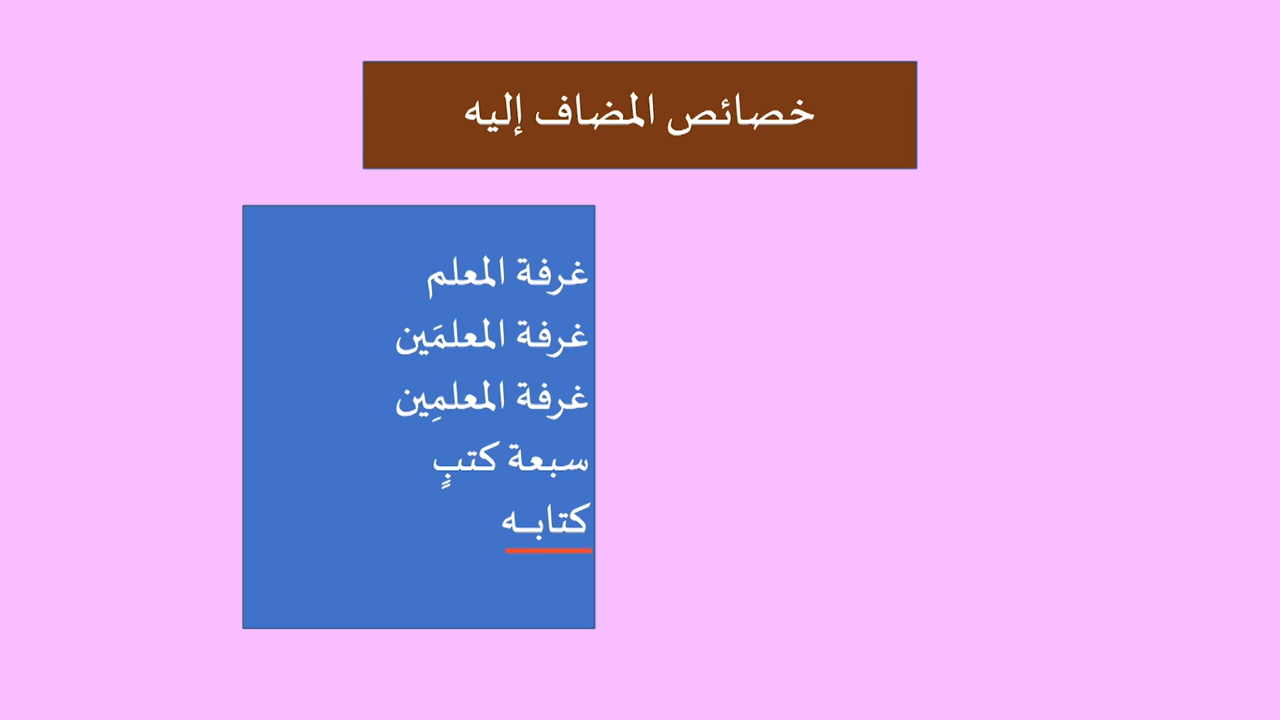 خصائص المضاف إليه
غرفة المعلم
غرفة المعلمَين
غرفة المعلمِين
سبعة كتبٍ
كتابـه